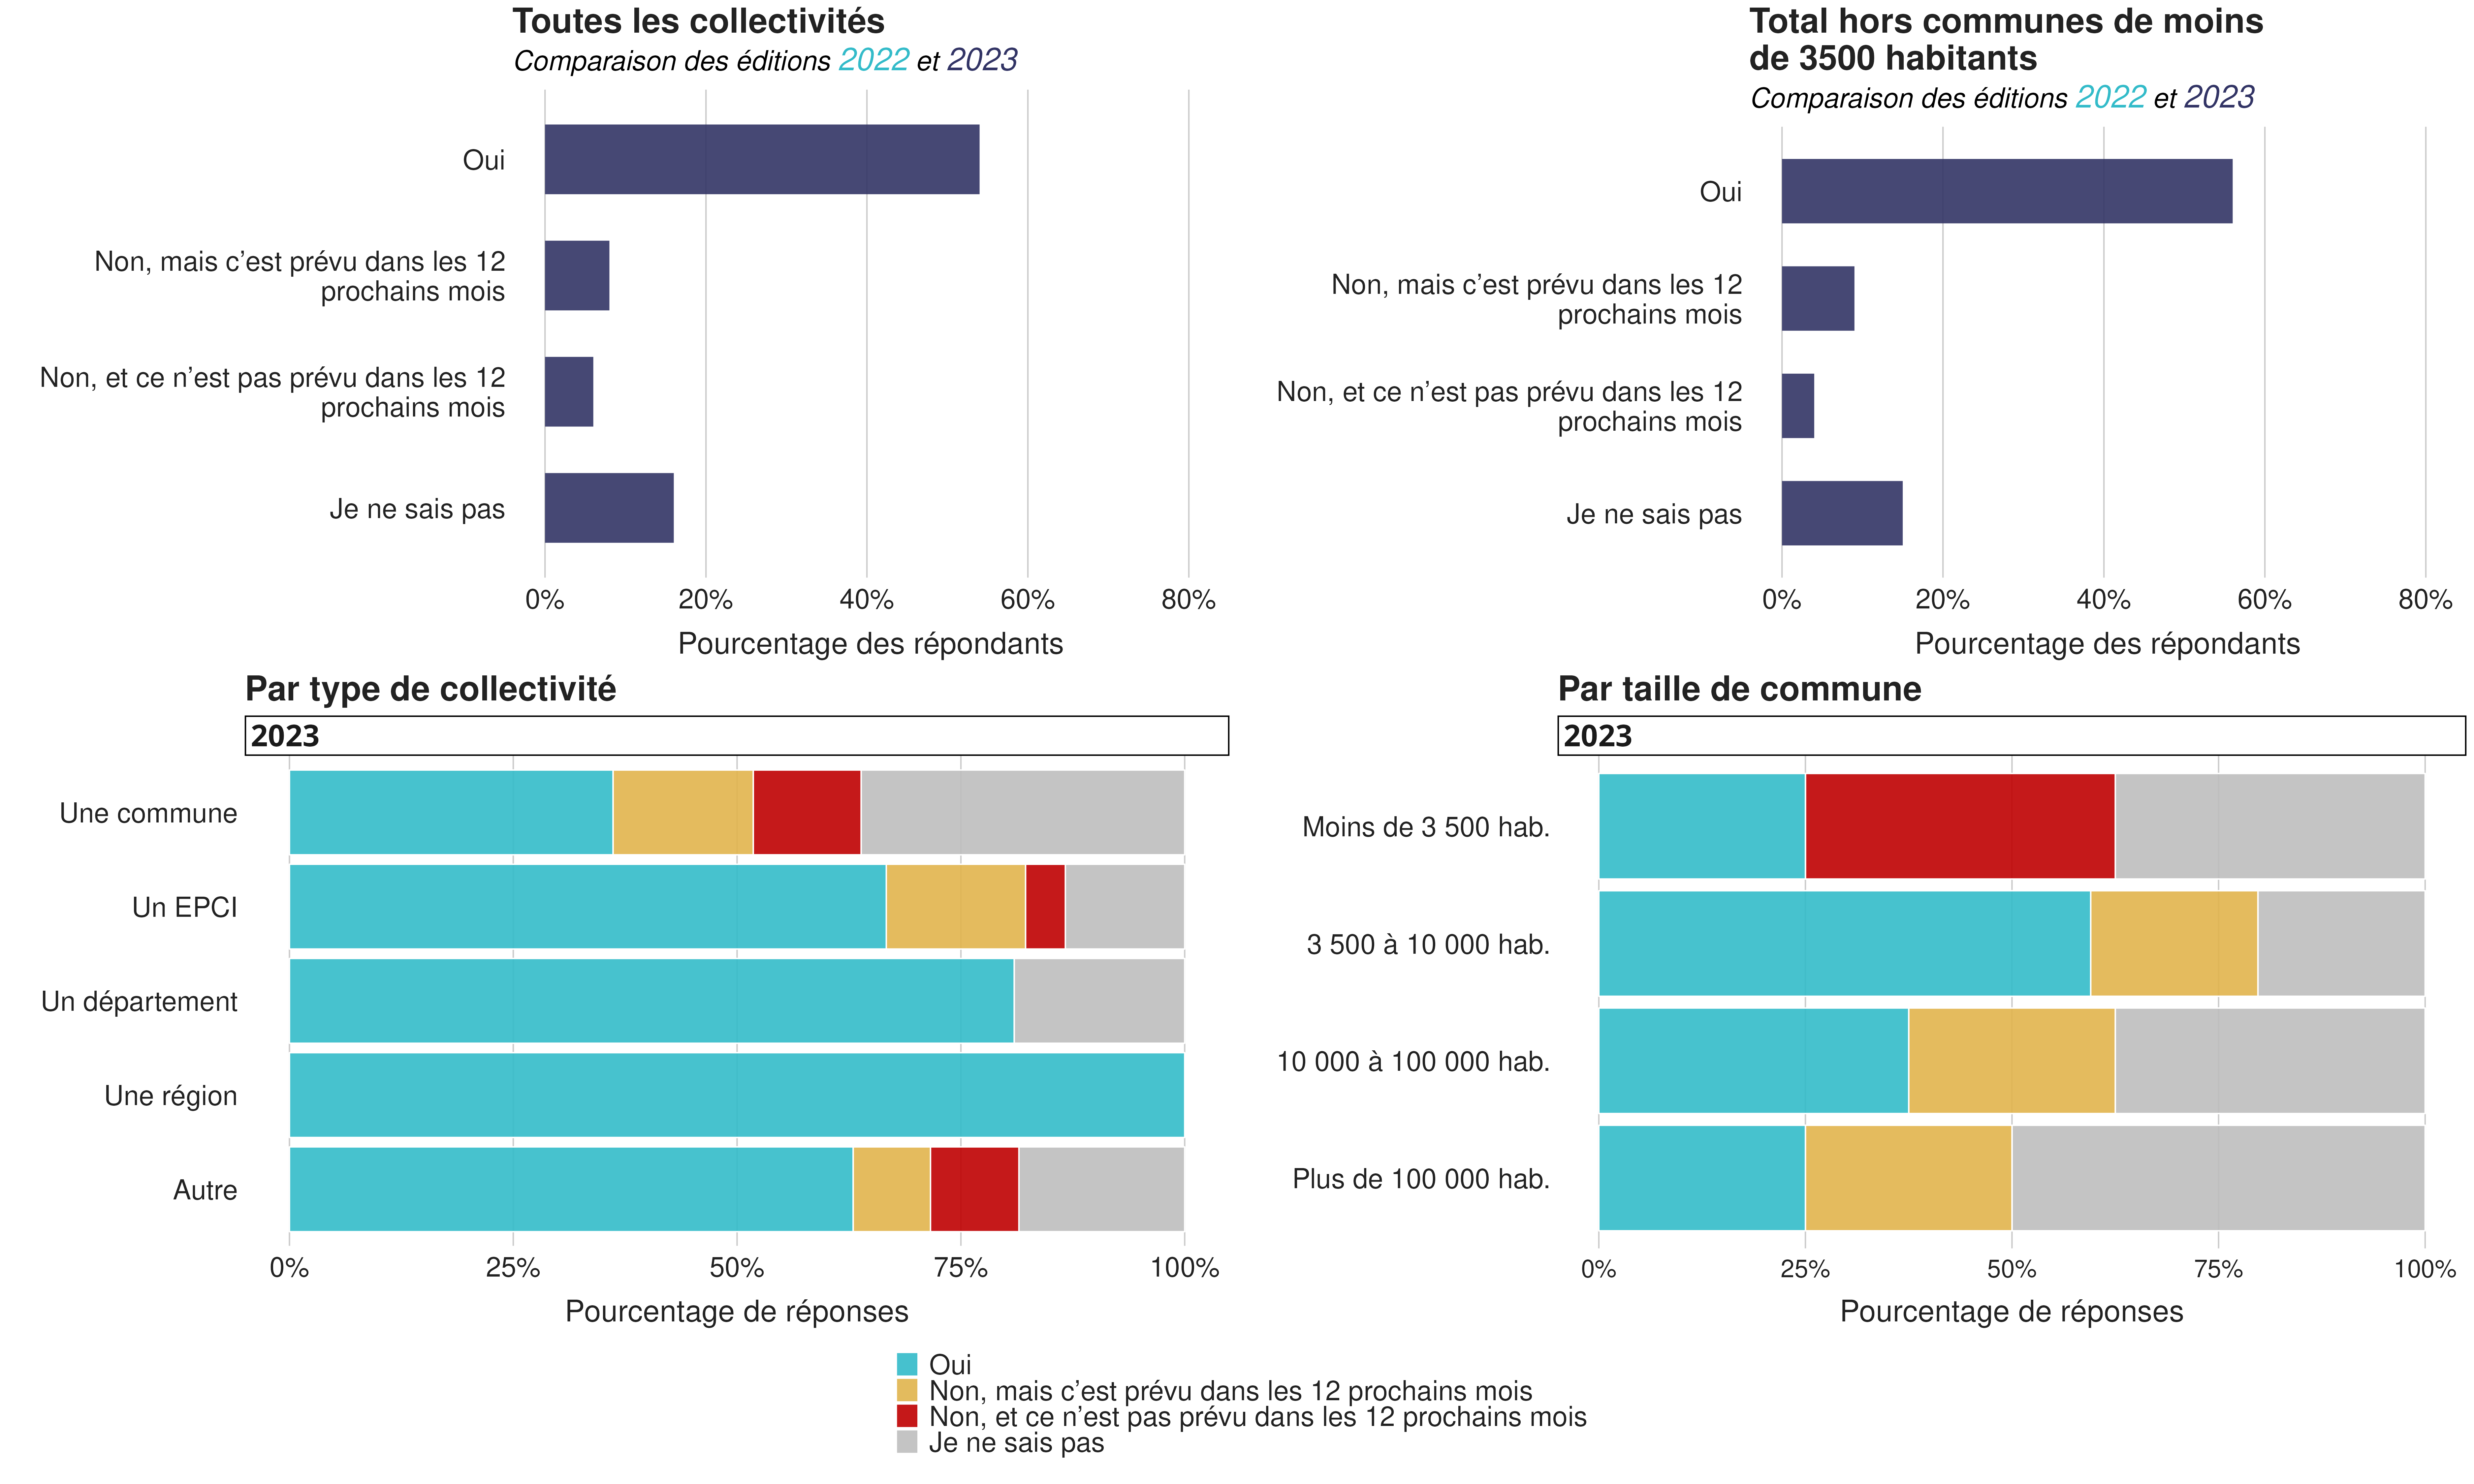 Toutes les collectivités
Comparaison des éditions 2022 et 2023
Oui
Non, mais c’est prévu dans les 12
prochains mois
Non, et ce n’est pas prévu dans les 12
prochains mois
Je ne sais pas
0% 20% 40% 60% 80%
Pourcentage des répondants
Total hors communes de moins
de 3500 habitants
Comparaison des éditions 2022 et 2023
Oui
Non, mais c’est prévu dans les 12
prochains mois
Non, et ce n’est pas prévu dans les 12
prochains mois
Je ne sais pas
0% 20% 40% 60% 80%
Pourcentage des répondants
Par type de collectivité
2023
Une commune
Un EPCI
Un département
Une région
Autre
0% 25% 50% 75% 100%
Pourcentage de réponses
Par taille de commune
2023
Moins de 3 500 hab.
3 500 à 10 000 hab.
10 000 à 100 000 hab.
Plus de 100 000 hab.
0% 25% 50% 75% 100%
Pourcentage de réponses
Oui
Non, mais c’est prévu dans les 12 prochains mois
Non, et ce n’est pas prévu dans les 12 prochains mois
Je ne sais pas